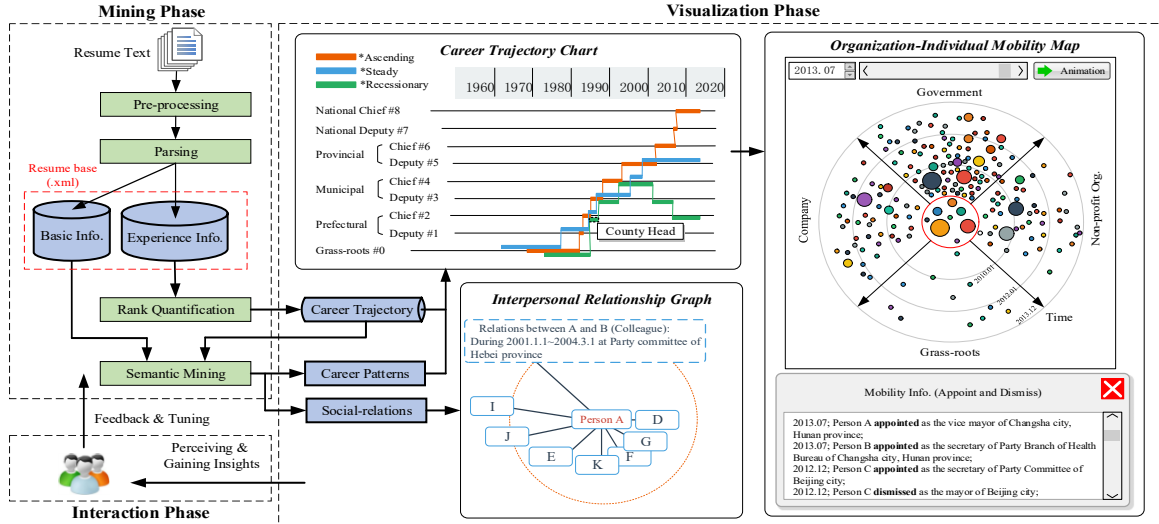 Mining Phase
Resume Text
Pre-processing
Parsing
Resume base
(.xml)
Basic Info.
Experience Info.
Rank Quantification
Semantic Mining
Career Trajectory
Career Patterns
Social-relations
Feedback & Tuning
Perceiving &
Gaining Insights
Interaction Phase
Visualization Phase
Career Trajectory Chart
*Ascending
*Steady
*Recessionary
1960 1970 1980 1990 2000 2010 2020
National Chief #8
National Deputy #7
Provincial
Chief #6
Deputy #5
Municipal
Chief #4
Deputy #3
Prefectural
Chief #2
Deputy #1
Grass-roots #0
County Head
Interpersonal Relationship Graph
Relations between A and B (Colleague):
During 2001.1.1~2004.3.1 at Party committee of
Hebei province
Person A
I
J
E
K
F
G
D
Organization-Individual Mobility Map
2013. 07
Animation
Government
Company
Non-profit Org.
Grass-roots
Time
2010.01
2012.01
2013.12
Mobility Info. (Appoint and Dismiss)
2013.07; Person A appointed as the vice mayor of Changsha city,
Hunan province;
2013.07; Person B appointed as the secretary of Party Branch of Health
Bureau of Changsha city, Hunan province;
2012.12; Person C appointed as the secretary of Party Committee of
Beijing city;
2012.12; Person C dismissed as the mayor of Beijing city;